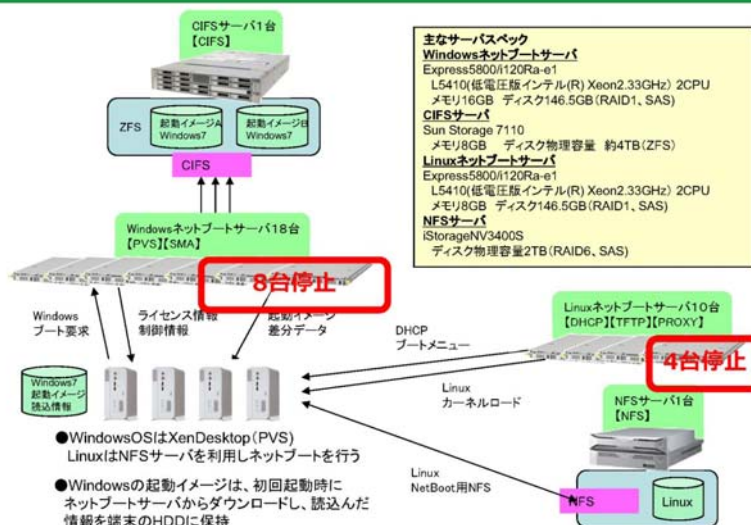 CIFSサーバ1台
【CIFS】
ZFS
起動イメージA
Windows7
起動イメージB
Windows7
CIFS
主なサーバスペック
Windowsネットブートサーバ
Express5800/i120Ra-e1
L5410(低電圧版インテル(R) Xeon2.33GHz) 2CPU
メモリ16GB ディスク146.5GB(RAID1、SAS)
CIFSサーバ
Sun Storage 7110
メモリ8GB ディスク物理容量 約4TB(ZFS)
Linuxネットブートサーバ
Express5800/i120Ra-e1
L5410(低電圧版インテル(R) Xeon2.33GHz) 2CPU
メモリ8GB ディスク146.5GB(RAID1、SAS)
NFSサーバ
iStorageNV3400S
ディスク物理容量2TB(RAID6、SAS)
Windowsネットブートサーバ18台
【PVS】【SMA】
8台停止
Windows
ブート要求
ライセンス情報
制御情報
起動イメージ
差分データ
DHCP
ブートメニュー
Linuxネットブートサーバ10台
【DHCP】【TFTP】【PROXY】
4台停止
Windows7
起動イメージ
読込情報
Linux
カーネルロード
NFSサーバ1台
【NFS】
●WindowsOSはXenDesktop(PVS)
LinuxはNFSサーバを利用しネットブートを行う
Linux
NetBoot用NFS
NFS
Linux
●Windowsの起動イメージは、初回起動時に
ネットブートサーバからダウンロードし、読込んだ
情報を端末のHDDに保持